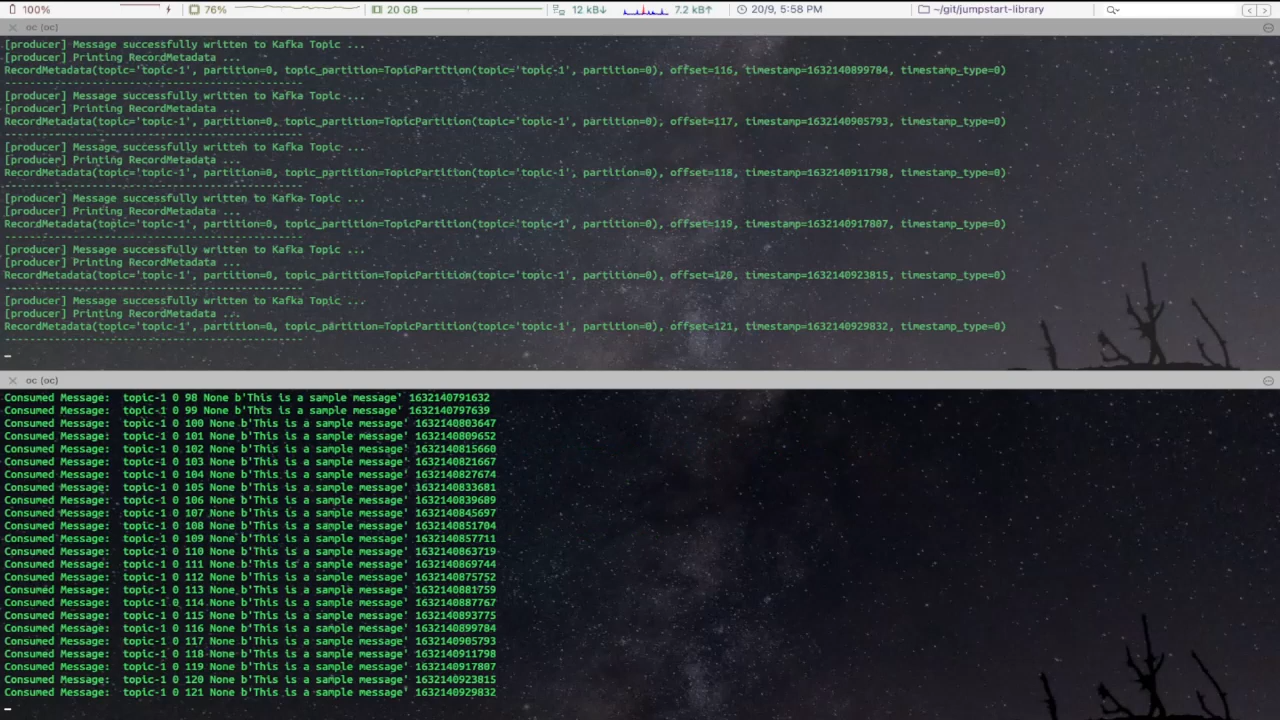 100% 76% 20 GB 12 kB↓ 7.2 kB↑ 20/9, 5:58 PM ~/git/jumpstart-library
oc (oc)
[producer] Message successfully written to Kafka Topic ...
[producer] Printing RecordMetadata ...
RecordMetadata(topic='topic-1', partition=0, topic_partition=TopicPartition(topic='topic-1', partition=0), offset=116, timestamp=1632140899784, timestamp_type=0)
----------------------------------------------
[producer] Message successfully written to Kafka Topic ...
[producer] Printing RecordMetadata ...
RecordMetadata(topic='topic-1', partition=0, topic_partition=TopicPartition(topic='topic-1', partition=0), offset=117, timestamp=1632140905793, timestamp_type=0)
----------------------------------------------
[producer] Message successfully written to Kafka Topic ...
[producer] Printing RecordMetadata ...
RecordMetadata(topic='topic-1', partition=0, topic_partition=TopicPartition(topic='topic-1', partition=0), offset=118, timestamp=1632140911798, timestamp_type=0)
----------------------------------------------
[producer] Message successfully written to Kafka Topic ...
[producer] Printing RecordMetadata ...
RecordMetadata(topic='topic-1', partition=0, topic_partition=TopicPartition(topic='topic-1', partition=0), offset=119, timestamp=1632140917807, timestamp_type=0)
----------------------------------------------
[producer] Message successfully written to Kafka Topic ...
[producer] Printing RecordMetadata ...
RecordMetadata(topic='topic-1', partition=0, topic_partition=TopicPartition(topic='topic-1', partition=0), offset=120, timestamp=1632140923815, timestamp_type=0)
----------------------------------------------
[producer] Message successfully written to Kafka Topic ...
[producer] Printing RecordMetadata ...
RecordMetadata(topic='topic-1', partition=0, topic_partition=TopicPartition(topic='topic-1', partition=0), offset=121, timestamp=1632140929832, timestamp_type=0)
----------------------------------------------
oc (oc)
Consumed Message:  topic-1 0 98 None b'This is a sample message' 1632140791632
Consumed Message:  topic-1 0 99 None b'This is a sample message' 1632140797639
Consumed Message:  topic-1 0 100 None b'This is a sample message' 1632140803647
Consumed Message:  topic-1 0 101 None b'This is a sample message' 1632140809652
Consumed Message:  topic-1 0 102 None b'This is a sample message' 1632140815660
Consumed Message:  topic-1 0 103 None b'This is a sample message' 1632140821667
Consumed Message:  topic-1 0 104 None b'This is a sample message' 1632140827674
Consumed Message:  topic-1 0 105 None b'This is a sample message' 1632140833681
Consumed Message:  topic-1 0 106 None b'This is a sample message' 1632140839689
Consumed Message:  topic-1 0 107 None b'This is a sample message' 1632140845697
Consumed Message:  topic-1 0 108 None b'This is a sample message' 1632140851704
Consumed Message:  topic-1 0 109 None b'This is a sample message' 1632140857711
Consumed Message:  topic-1 0 110 None b'This is a sample message' 1632140863719
Consumed Message:  topic-1 0 111 None b'This is a sample message' 1632140869744
Consumed Message:  topic-1 0 112 None b'This is a sample message' 1632140875752
Consumed Message:  topic-1 0 113 None b'This is a sample message' 1632140881759
Consumed Message:  topic-1 0 114 None b'This is a sample message' 1632140887767
Consumed Message:  topic-1 0 115 None b'This is a sample message' 1632140893775
Consumed Message:  topic-1 0 116 None b'This is a sample message' 1632140899784
Consumed Message:  topic-1 0 117 None b'This is a sample message' 1632140905793
Consumed Message:  topic-1 0 118 None b'This is a sample message' 1632140911798
Consumed Message:  topic-1 0 119 None b'This is a sample message' 1632140917807
Consumed Message:  topic-1 0 120 None b'This is a sample message' 1632140923815
Consumed Message:  topic-1 0 121 None b'This is a sample message' 1632140929832